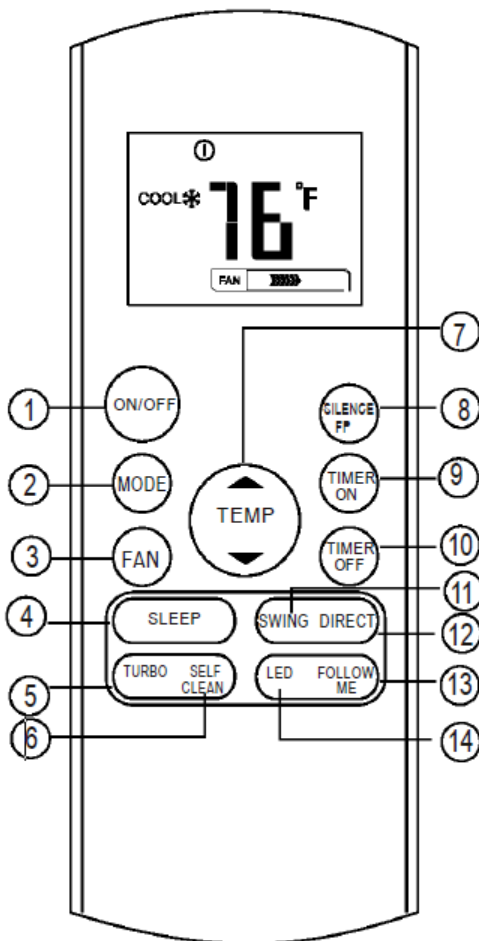 COOL 76 °F
FAN
7
1 ON/OFF
SILENCE 8
FP
2 MODE
TIMER 9
ON
TEMP
3 FAN
TIMER 10
OFF
11
4 SLEEP
SWING DIRECT 12
5 TURBO SELF
CLEAN
LED FOLLOW 13
ME
6
14